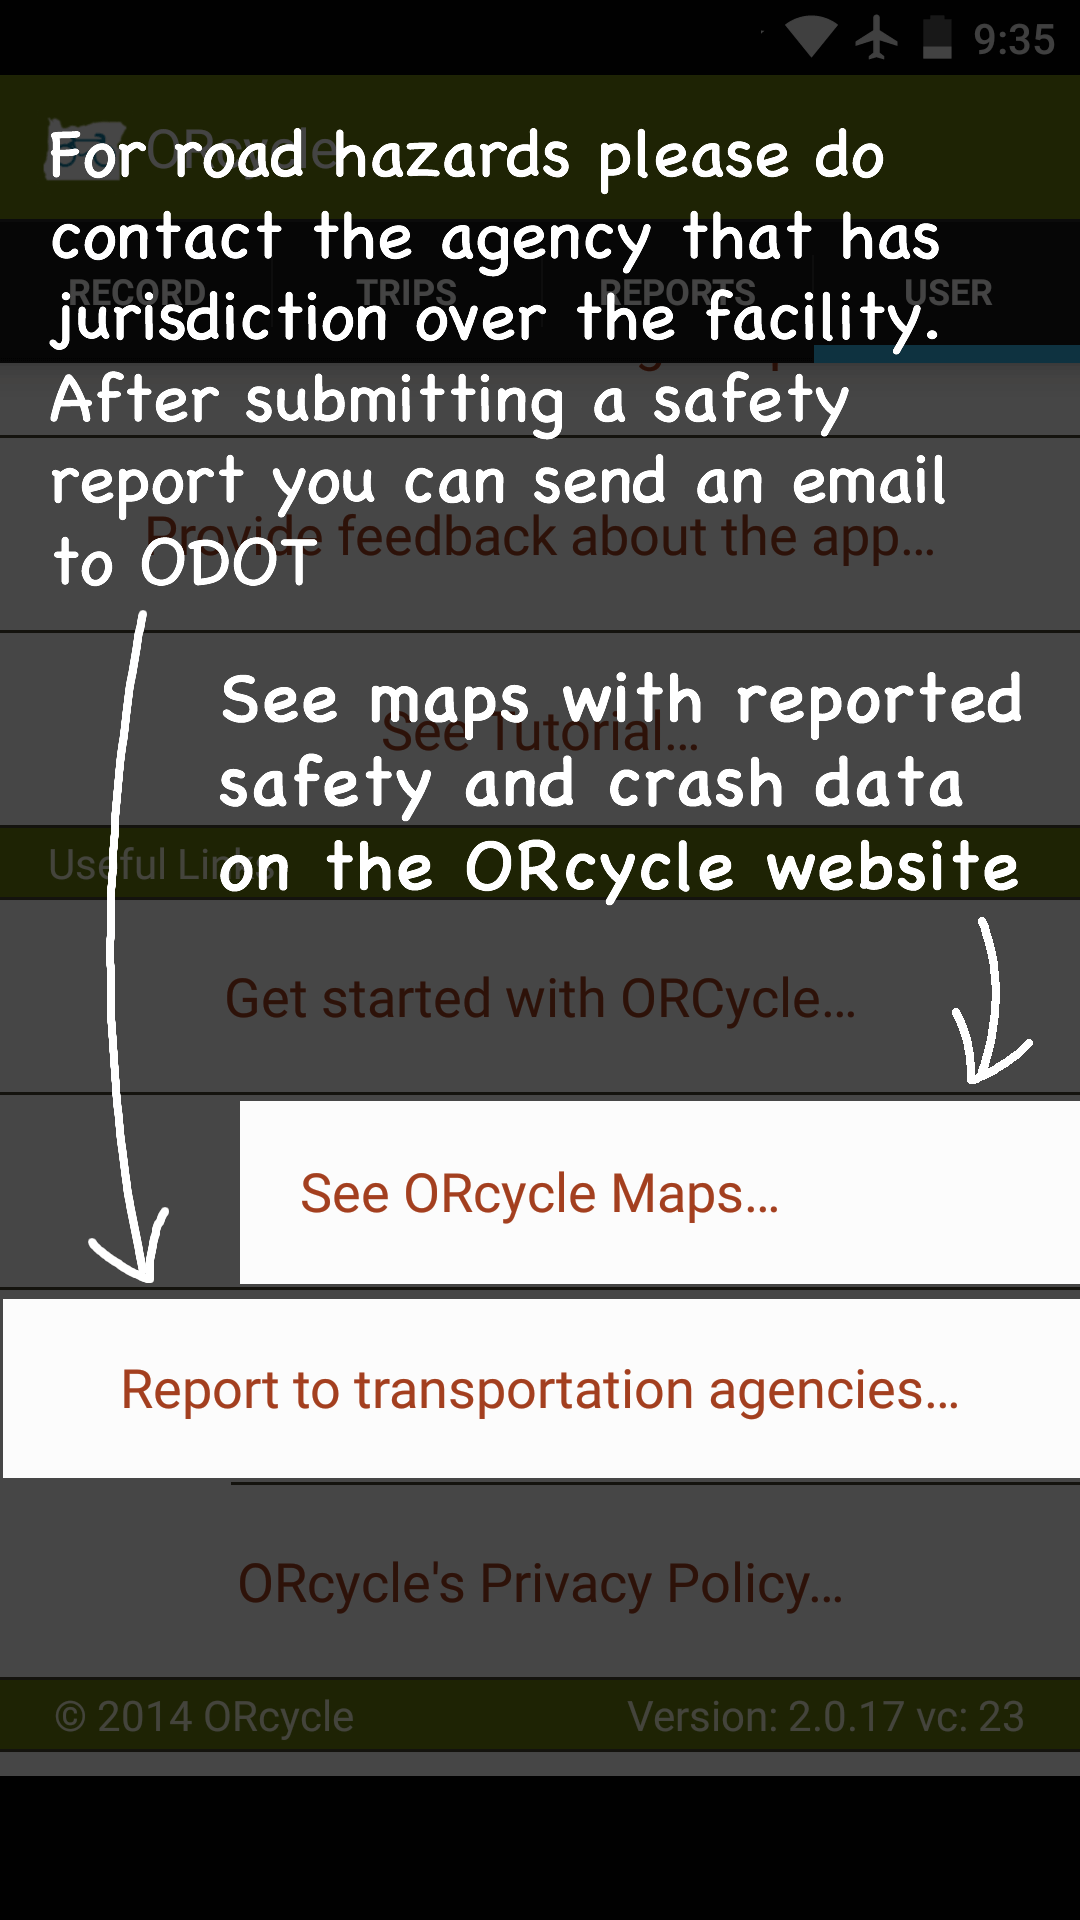 9:35
ORcycle
For road hazards please do
contact the agency that has
RECORD TRIPS REPORTS USER
jurisdiction over the facility.
After submitting a safety
report you can send an email
Provide feedback about the app...
to ODOT
See maps with reported
See Tutorial...
safety and crash data
Useful Links
on the ORcycle website
Get started with ORCycle...
See ORcycle Maps...
Report to transportation agencies...
ORcycle's Privacy Policy...
© 2014 ORcycle Version: 2.0.17 vc: 23